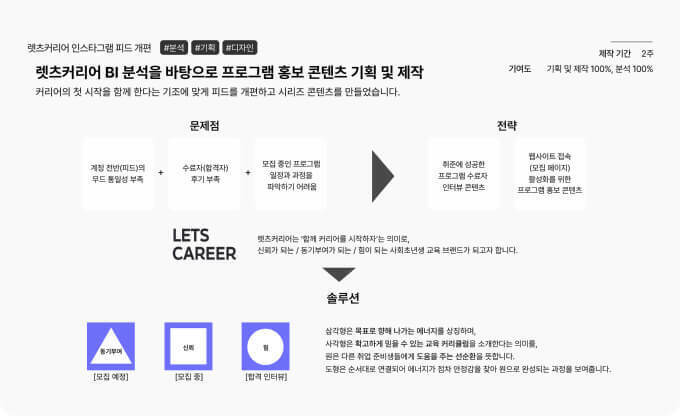 렛츠커리어 인스타그램 피드 개편 #분석 #기획 #디자인
제작 기간 2주
렛츠커리어 BI 분석을 바탕으로 프로그램 홍보 콘텐츠 기획 및 제작
기여도 기획 및 제작 100%, 분석 100%
커리어의 첫 시작을 함께 한다는 기조에 맞게 피드를 개편하고 시리즈 콘텐츠를 만들었습니다.
문제점
계정 전반(피드)의
무드 통일성 부족
+
수료자(합격자)
후기 부족
+
모집 중인 프로그램
일정과 과정을
파악하기 어려움
전략
취준에 성공한
프로그램 수료자
인터뷰 콘텐츠
웹사이트 접속
(모집 페이지)
활성화를 위한
프로그램 홍보 콘텐츠
LETS
CAREER
렛츠커리어는 '함께 커리어를 시작하자'는 의미로,
신뢰가 되는 / 동기부여가 되는 / 힘이 되는 사회초년생 교육 브랜드가 되고자 합니다.
솔루션
동기부여
[모집 예정]
신뢰
[모집 중]
힘
[합격 인터뷰]
삼각형은 목표로 향해 나가는 에너지를 상징하며,
사각형은 확고하게 믿을 수 있는 교육 커리큘럼을 소개한다는 의미를,
원은 다른 취업 준비생들에게 도움을 주는 선순환을 뜻합니다.
도형은 순서대로 연결되어 에너지가 점차 안정감을 찾아 원으로 완성되는 과정을 보여줍니다.